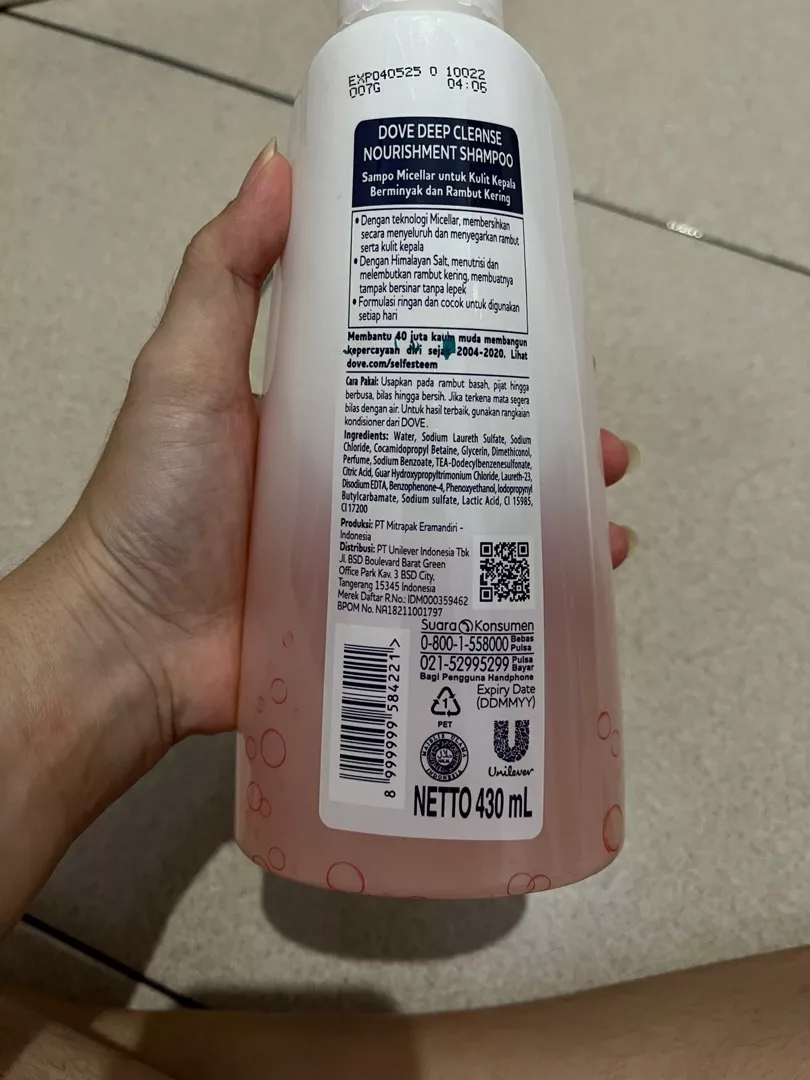 EXP040525 0 10022
007G 04:06
DOVE DEEP CLEANSE
NOURISHMENT SHAMPOO
Sampo Micellar untuk Kulit Kepala
Berminyak dan Rambut Kering
• Dengan teknologi Micellar, membersihkan
secara menyeluruh dan menyegarkan rambut
serta kulit kepala
• Dengan Himalayan Salt, menutrisi dan
melembutkan rambut kering, membuatnya
tampak bersinar tanpa lepek
• Formulasi ringan dan cocok untuk digunakan
setiap hari
Membantu 40 juta kaum muda membangun
kepercayaan diri sejak 2004-2020. Lihat
dove.com/selfesteem
Cara Pakai: Usapkan pada rambut basah, pijat hingga
berbusa, bilas hingga bersih. Jika terkena mata segera
bilas dengan air. Untuk hasil terbaik, gunakan rangkaian
kondisioner dari DOVE.
Ingredients: Water, Sodium Laureth Sulfate, Sodium
Chloride, Cocamidopropyl Betaine, Glycerin, Dimethiconol,
Perfume, Sodium Benzoate, TEA-Dodecylbenzenesulfonate,
Citric Acid, Guar Hydroxypropyltrimonium Chloride, Laureth-23,
Disodium EDTA, Benzophenone-4, Phenoxyethanol, Iodopropynyl
Butylcarbamate, Sodium sulfate, Lactic Acid, CI 15985,
CI 17200
Produksi: PT Mitrapak Eramandiri -
Indonesia
Distribusi: PT Unilever Indonesia Tbk
Jl. BSD Boulevard Barat Green
Office Park Kav. 3 BSD City,
Tangerang 15345 Indonesia
Merek Daftar R.No.: IDM000359462
BPOM No. NA18211001797
Suara Konsumen
0-800-1-558000 Bebas Pulsa
021-52995299 Pulsa Bayar
Bagi Pengguna Handphone
Expiry Date
(DDMMYY)
1
PET
MAJELIS ULAMA
INDONESIA
Unilever
8 999999 584221 >
NETTO 430 mL